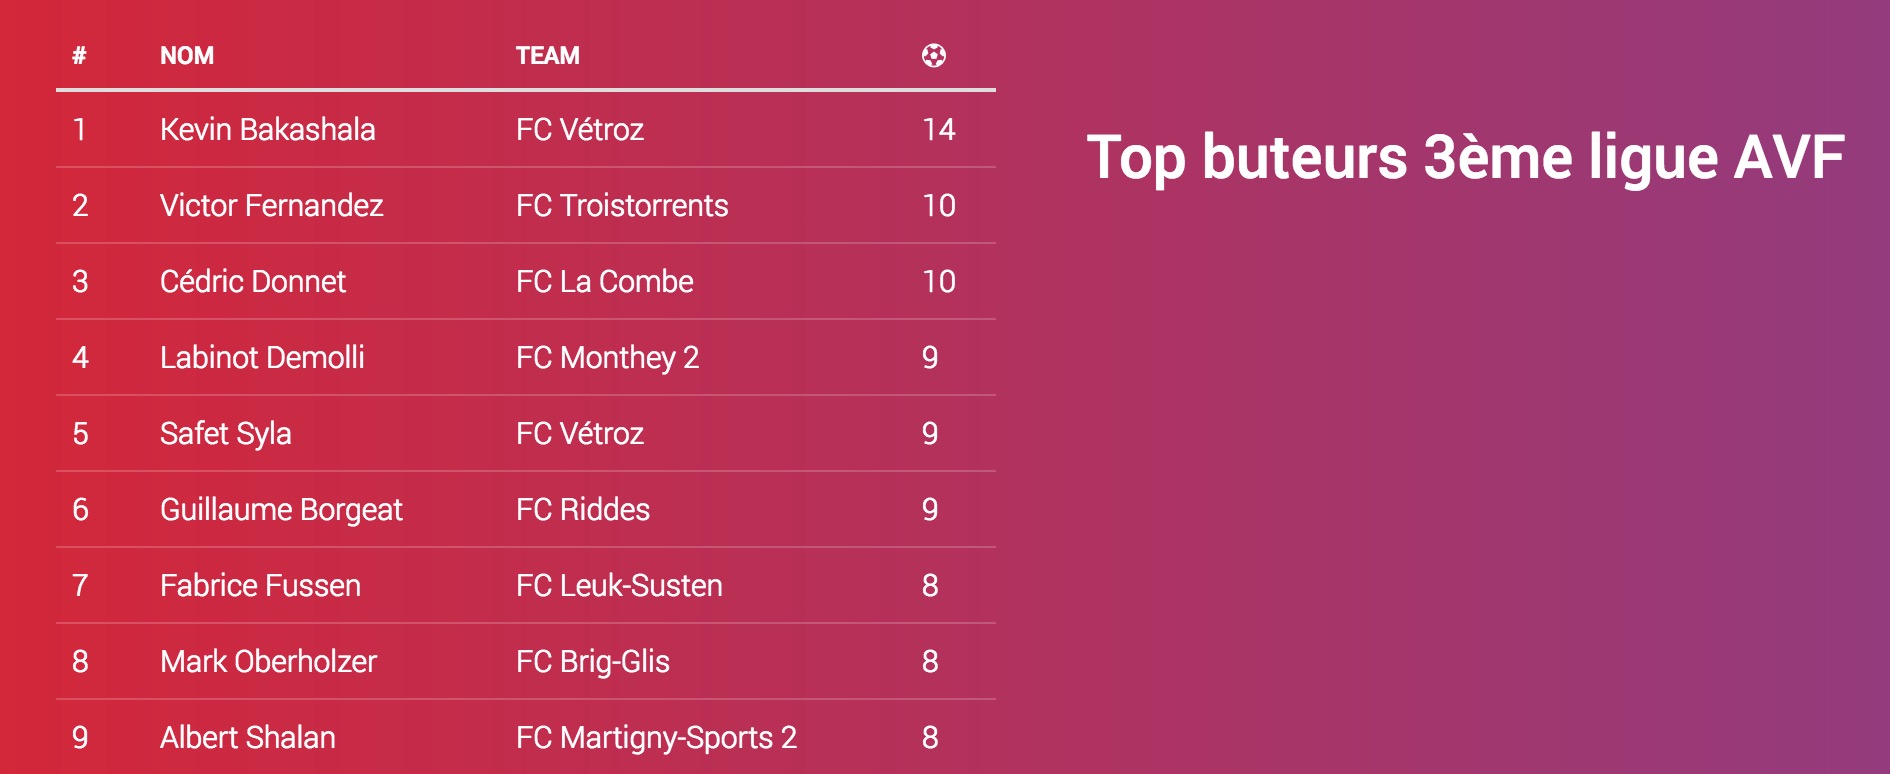 # NOM TEAM
1 Kevin Bakashala FC Vétroz 14
2 Victor Fernandez FC Troistorrents 10
3 Cédric Donnet FC La Combe 10
4 Labinot Demolli FC Monthey 2 9
5 Safet Syla FC Vétroz 9
6 Guillaume Borgeat FC Riddes 9
7 Fabrice Fussen FC Leuk-Susten 8
8 Mark Oberholzer FC Brig-Glis 8
9 Albert Shalan FC Martigny-Sports 2 8
Top buteurs 3ème ligue AVF